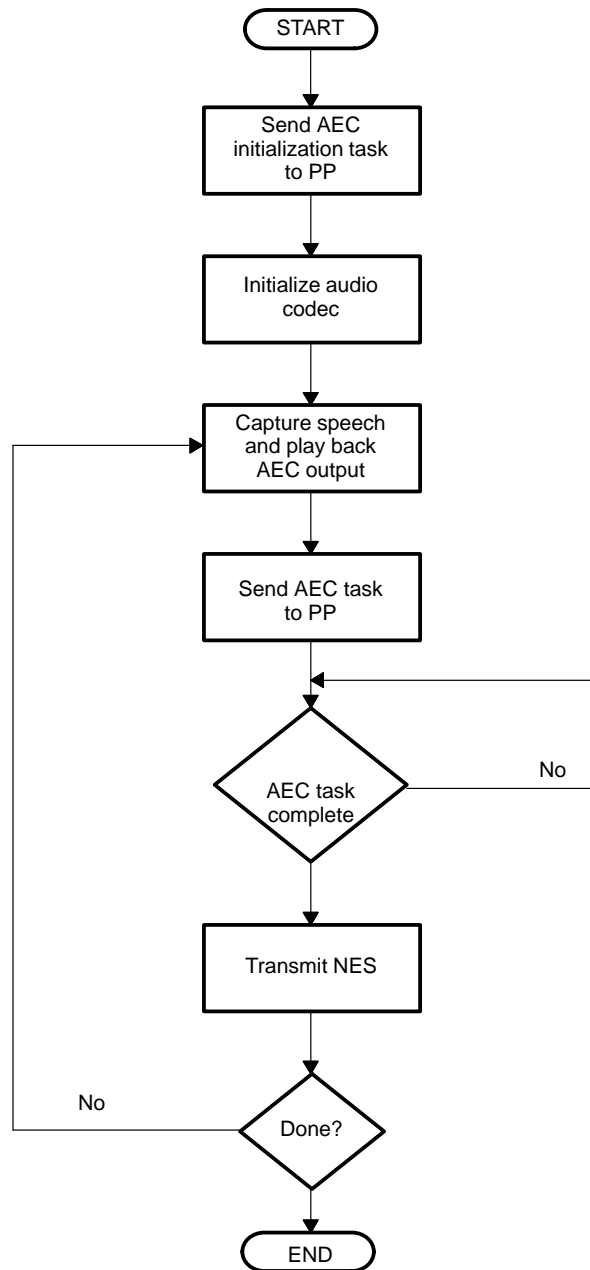 START
Send AEC
initialization task
to PP
Initialize audio
codec
Capture speech
and play back
AEC output
Send AEC task
to PP
No
AEC task
complete
Transmit NES
No
Done?
END